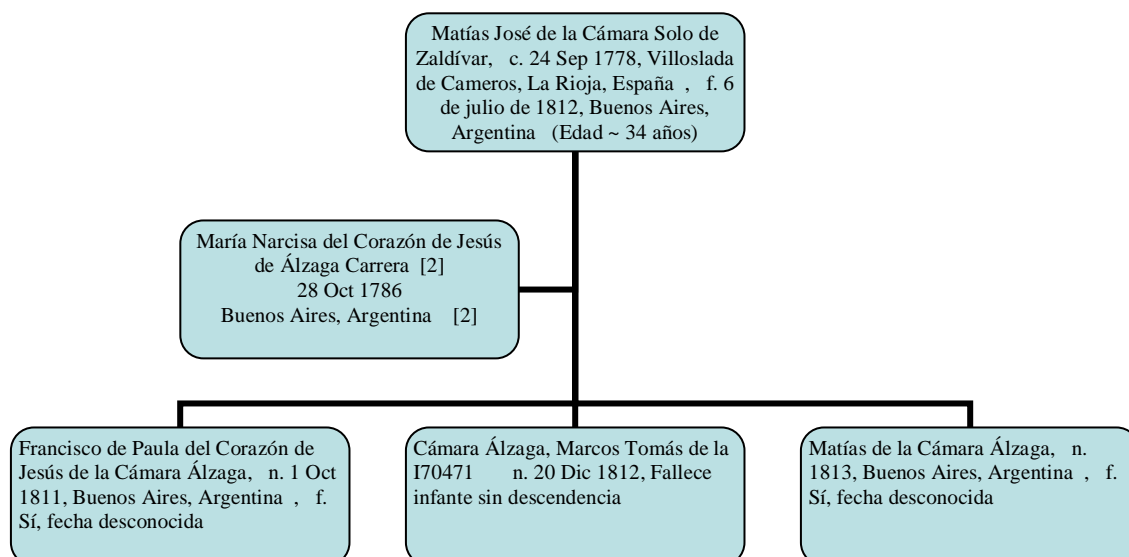 Matías José de la Cámara Solo de
Zaldívar,   c. 24 Sep 1778, Villoslada
de Cameros, La Rioja, España  ,   f. 6
de julio de 1812, Buenos Aires,
Argentina   (Edad ~ 34 años)
María Narcisa del Corazón de Jesús
de Álzaga Carrera  [2]
28 Oct 1786
Buenos Aires, Argentina    [2]
Francisco de Paula del Corazón de
Jesús de la Cámara Álzaga,   n. 1 Oct
1811, Buenos Aires, Argentina  ,   f.
Sí, fecha desconocida
Cámara Álzaga, Marcos Tomás de la
I70471      n. 20 Dic 1812, Fallece
infante sin descendencia
Matías de la Cámara Álzaga,   n.
1813, Buenos Aires, Argentina  ,   f.
Sí, fecha desconocida